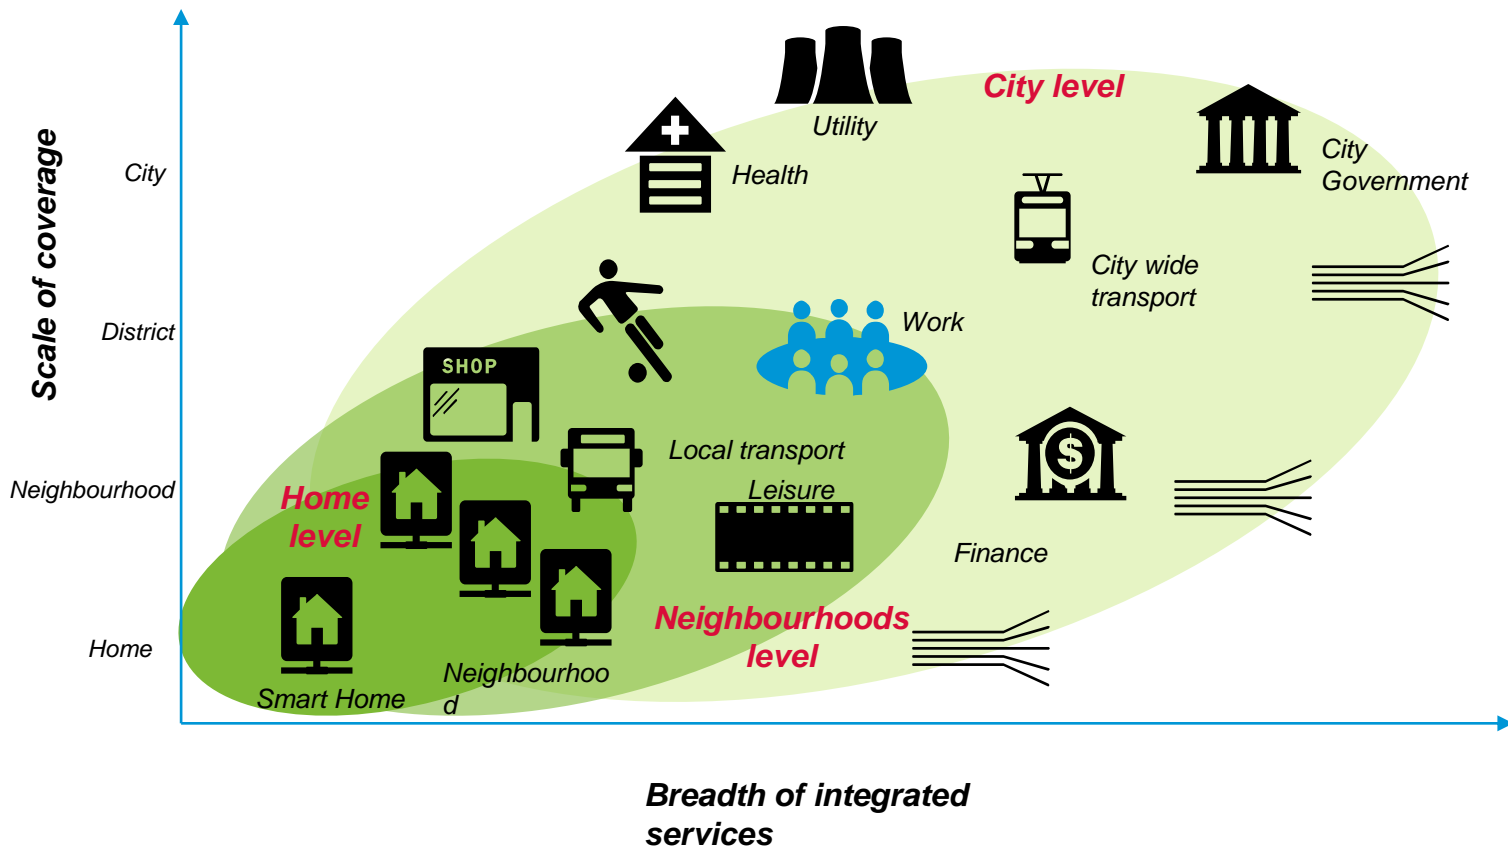 City level
Utility
City
Health
City
Government
Scale of coverage
City wide
transport
District
Work
SHOP
Local transport
Neighbourhood
Leisure
Home
level
$
Finance
Neighbourhoods
level
Home
Neighbourhoo
d
Smart Home
Breadth of integrated
services